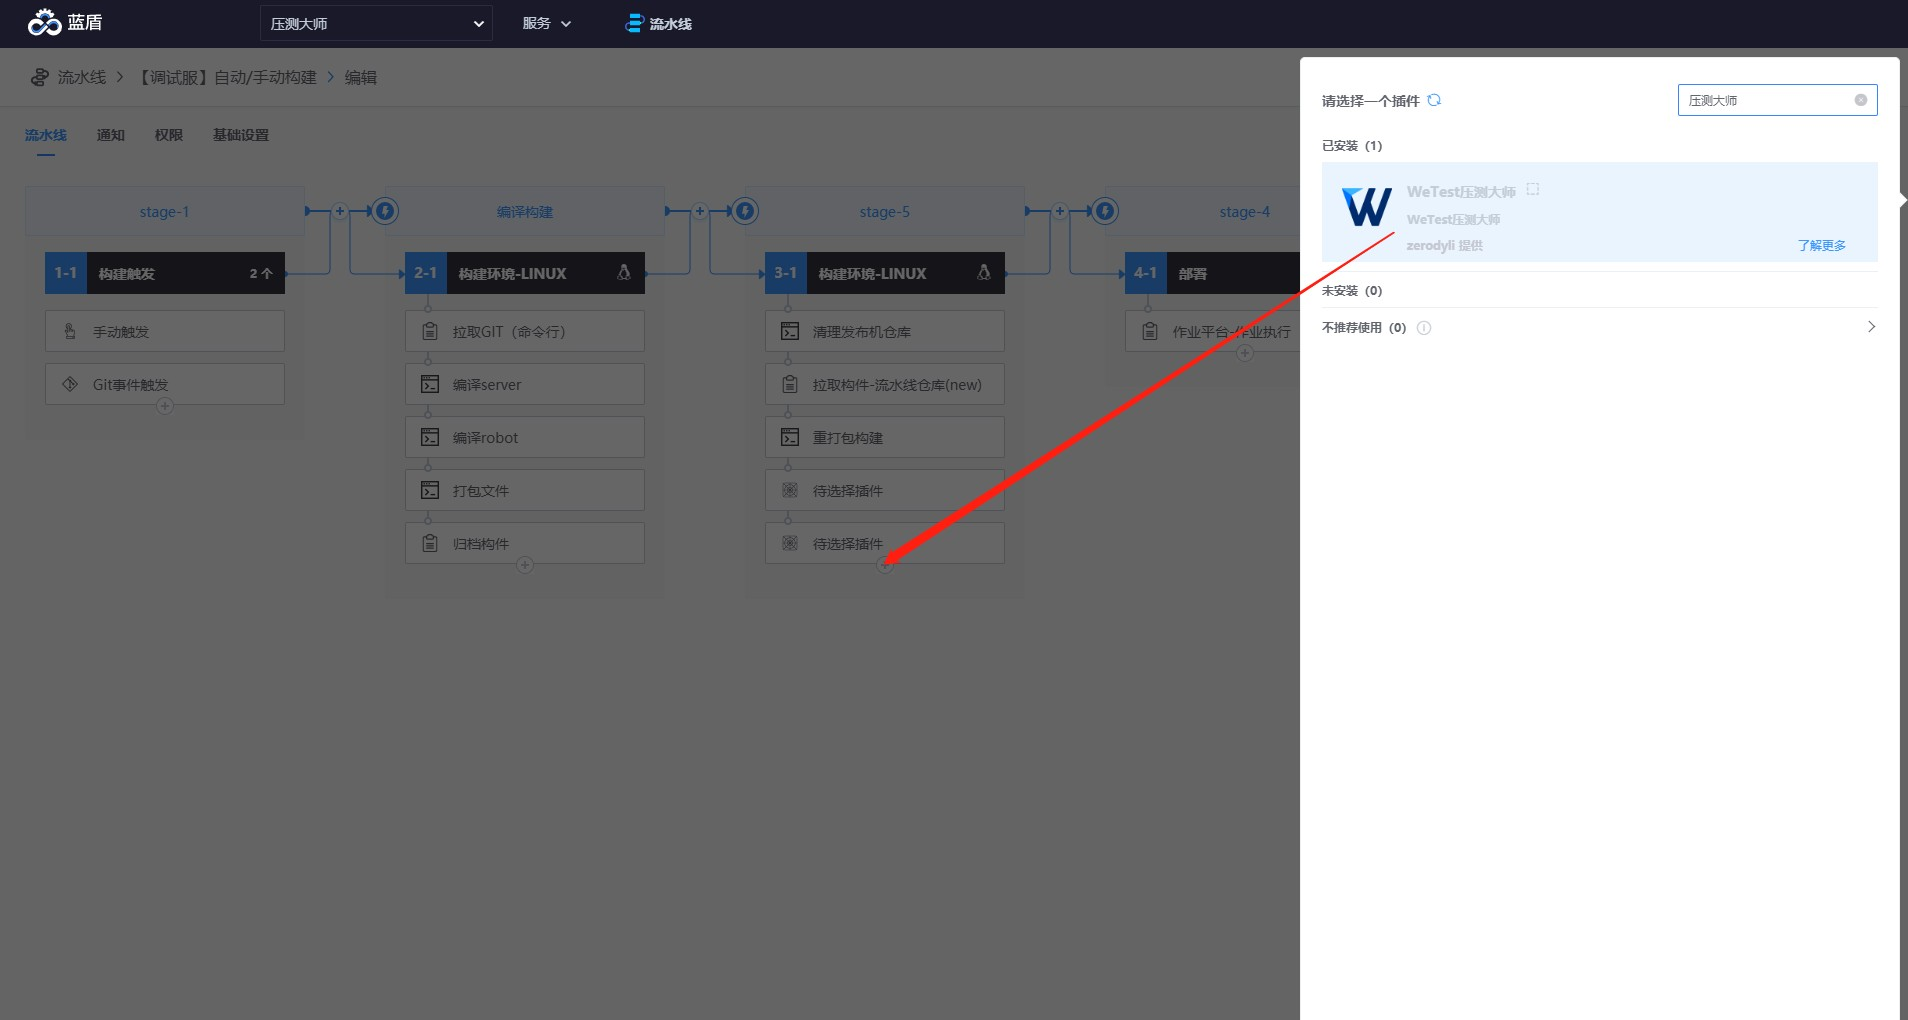 蓝盾
压测大师
服务
流水线
流水线 > 【调试服】自动/手动构建 > 编辑
流水线
通知
权限
基础设置
stage-1
1-1 构建触发 2 个
手动触发
Git事件触发
编译构建
2-1 构建环境-LINUX
拉取GIT（命令行）
编译server
编译robot
打包文件
归档构件
stage-5
3-1 构建环境-LINUX
清理发布机仓库
拉取构件-流水线仓库(new)
重打包构建
待选择插件
待选择插件
stage-4
4-1 部署
作业平台-作业执行
请选择一个插件
压测大师
已安装（1）
WeTest压测大师
WeTest压测大师
zerodyli 提供
了解更多
未安装（0）
不推荐使用（0）